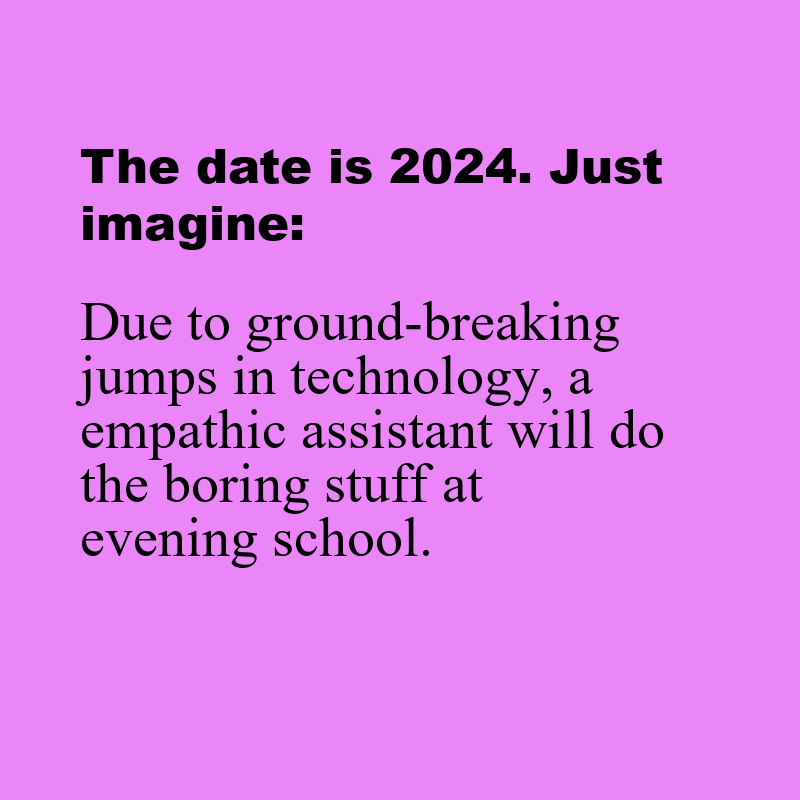 The date is 2024. Just
imagine:
Due to ground-breaking
jumps in technology, a
empathic assistant will do
the boring stuff at
evening school.